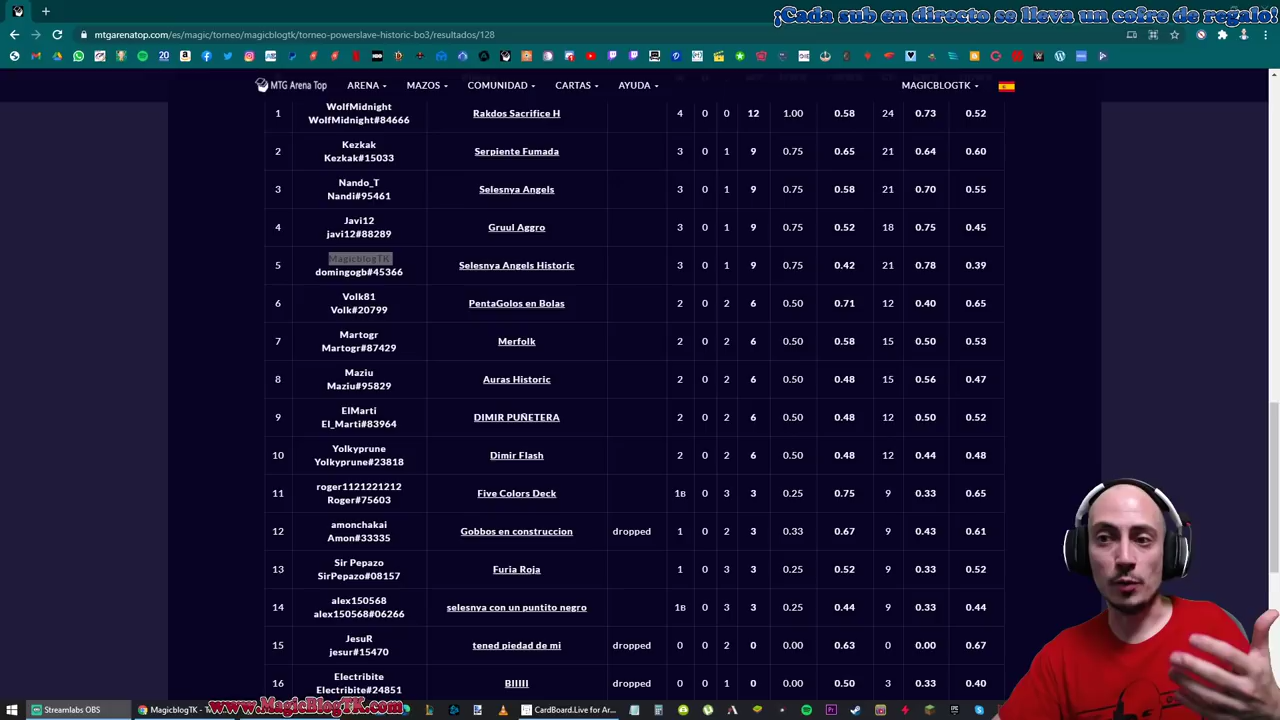 ¡Cada sub en directo se lleva un cofre de regalo!
mtgarenatop.com/es/magic/torneo/magicblogtk/torneo-powerslave-historic-bo3/resultados/128
MTG Arena Top ARENA MAZOS COMUNIDAD CARTAS AYUDA MAGICBLOGTK
1 WolfMidnight Rakdos Sacrifice H 4 0 0 12 1.00 0.58 24 0.73 0.52
WolfMidnight#84666
2 Kezkak Serpiente Fumada 3 0 1 9 0.75 0.65 21 0.64 0.60
Kezkak#15033
3 Nando_T Selesnya Angels 3 0 1 9 0.75 0.58 21 0.70 0.55
Nandi#95461
4 Javi12 Gruul Aggro 3 0 1 9 0.75 0.52 18 0.75 0.45
javi12#88289
5 MagicblogTK Selesnya Angels Historic 3 0 1 9 0.75 0.42 21 0.78 0.39
domingogb#45366
6 Volk81 PentaGolos en Bolas 2 0 2 6 0.50 0.71 12 0.40 0.65
Volk#20799
7 Martogr Merfolk 2 0 2 6 0.50 0.58 15 0.50 0.53
Martogr#87429
8 Maziu Auras Historic 2 0 2 6 0.50 0.48 15 0.56 0.47
Maziu#95829
9 ElMarti DIMIR PUÑETERA 2 0 2 6 0.50 0.48 12 0.50 0.52
El_Marti#83964
10 Yolkyprune Dimir Flash 2 0 2 6 0.50 0.48 12 0.44 0.48
Yolkyprune#23818
11 roger1121221212 Five Colors Deck 1B 0 3 3 0.25 0.75 9 0.33 0.65
Roger#75603
12 amonchakai Gobbos en construccion dropped 1 0 2 3 0.33 0.67 9 0.43 0.61
Amon#33335
13 Sir Pepazo Furia Roja 1 0 3 3 0.25 0.52 9 0.33 0.52
SirPepazo#08157
14 alex150568 selesnya con un puntito negro 1B 0 3 3 0.25 0.44 9 0.33 0.44
alex150568#06266
15 JesuR tened piedad de mi dropped 0 0 2 0 0.00 0.63 0 0.00 0.67
jesur#15470
16 Electribite BIIIII dropped 0 0 1 0 0.00 0.50 3 0.33 0.40
Electribite#24851
www.MagicBlogTK.com
Streamlabs OBS MagicblogTK - T CardBoard.Live for Ar...